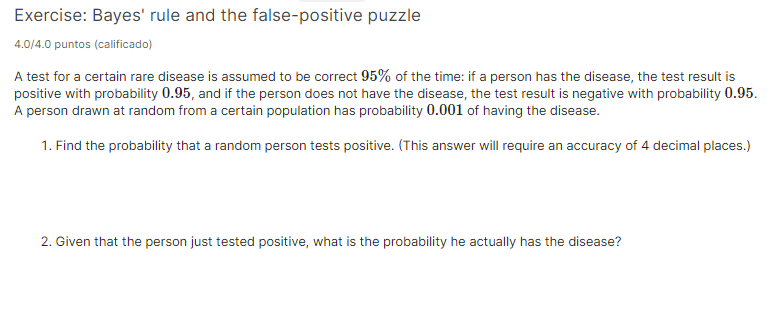 Exercise: Bayes' rule and the false-positive puzzle
4.0/4.0 puntos (calificado)
A test for a certain rare disease is assumed to be correct 95% of the time: if a person has the disease, the test result is
positive with probability 0.95, and if the person does not have the disease, the test result is negative with probability 0.95.
A person drawn at random from a certain population has probability 0.001 of having the disease.
1. Find the probability that a random person tests positive. (This answer will require an accuracy of 4 decimal places.)
2. Given that the person just tested positive, what is the probability he actually has the disease?